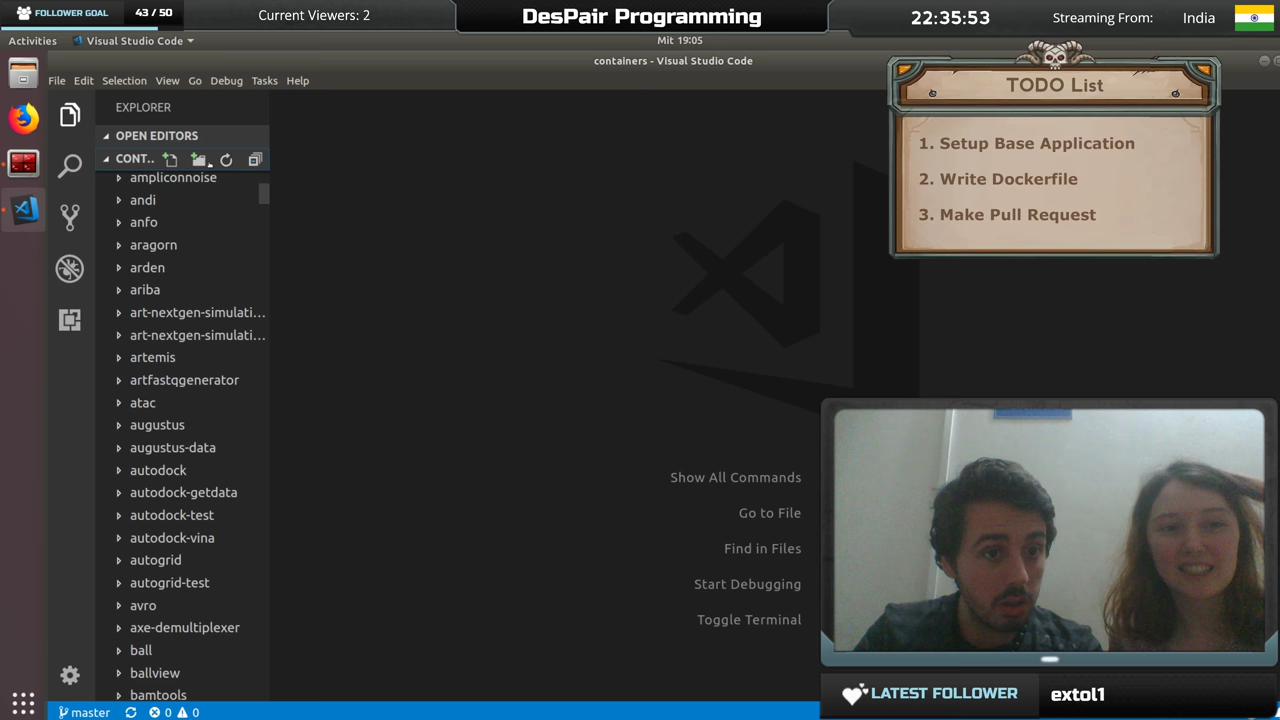 FOLLOWER GOAL
43 / 50
Current Viewers: 2
DesPair Programming
22:35:53
Streaming From:
India
Activities
Visual Studio Code
Mit 19:05
containers - Visual Studio Code
File Edit Selection View Go Debug Tasks Help
EXPLORER
OPEN EDITORS
CONT..
ampliconnoise
andi
anfo
aragorn
arden
ariba
art-nextgen-simulati...
art-nextgen-simulati...
artemis
artfastqgenerator
atac
augustus
augustus-data
autodock
autodock-getdata
autodock-test
autodock-vina
autogrid
autogrid-test
avro
axe-demultiplexer
ball
ballview
bamtools
master
0
0
Show All Commands
Go to File
Find in Files
Start Debugging
Toggle Terminal
TODO List
1. Setup Base Application
2. Write Dockerfile
3. Make Pull Request
LATEST FOLLOWER
extol1